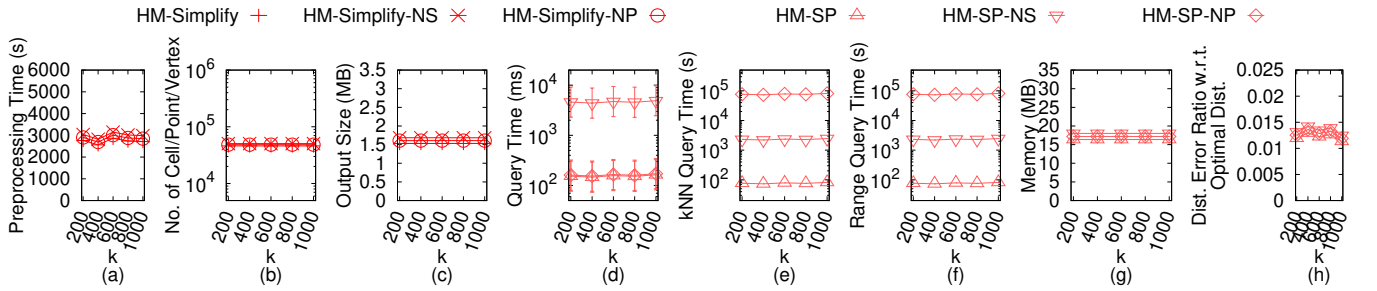 HM-Simplify HM-Simplify-NS HM-Simplify-NP HM-SP HM-SP-NS HM-SP-NP
Preprocessing Time (s)
6000
5000
4000
3000
2000
1000
0
200 400 600 800 1000
k
(a)
No. of Cell/Point/Vertex
10^6
10^5
10^4
200 400 600 800 1000
k
(b)
Output Size (MB)
3.5
3
2.5
2
1.5
1
0.5
0
200 400 600 800 1000
k
(c)
Query Time (ms)
10^4
10^3
10^2
200 400 600 800 1000
k
(d)
kNN Query Time (s)
10^5
10^4
10^3
10^2
200 400 600 800 1000
k
(e)
Range Query Time (s)
10^5
10^4
10^3
10^2
200 400 600 800 1000
k
(f)
Memory (MB)
35
30
25
20
15
10
5
0
200 400 600 800 1000
k
(g)
Dist. Error Ratio w.r.t.
Optimal Dist.
0.025
0.02
0.015
0.01
0.005
0
200 400 600 800 1000
k
(h)